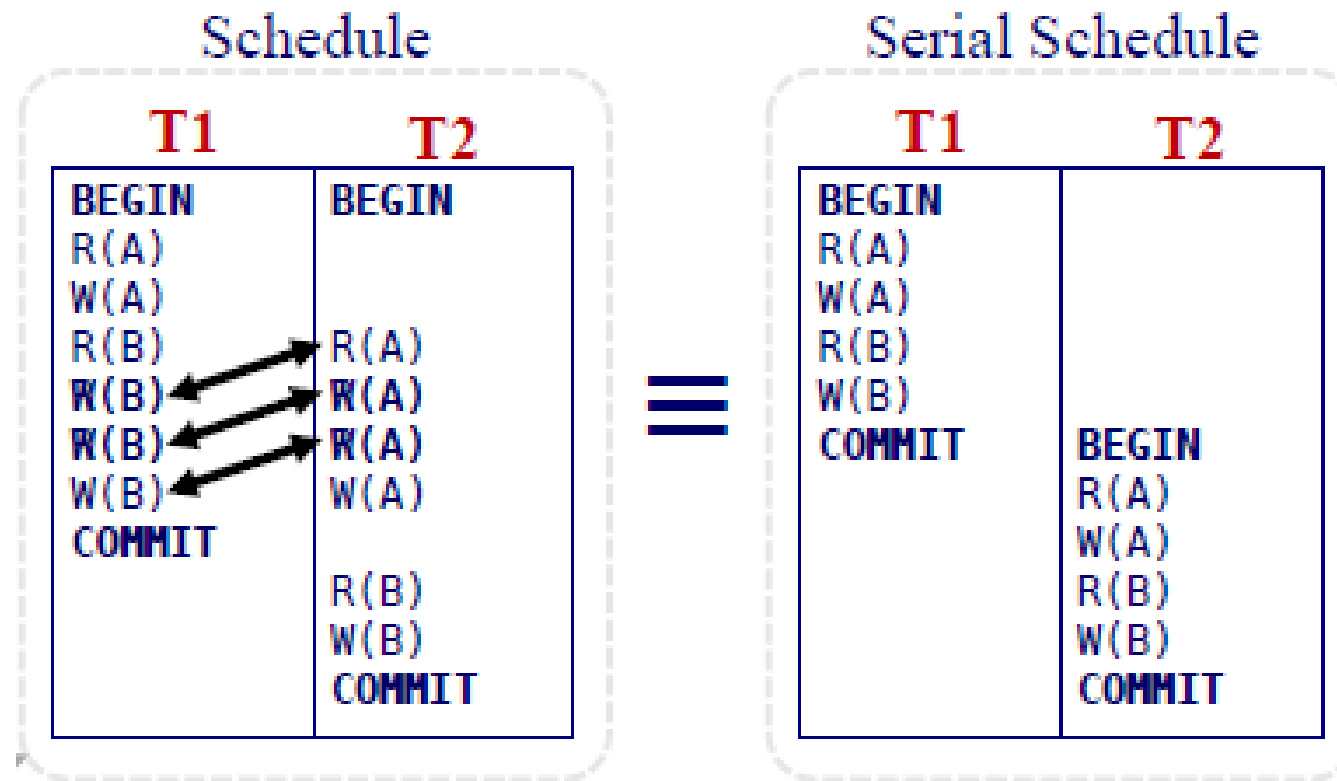 Schedule
T1
BEGIN
R(A)
W(A)
R(B)
W(B)
COMMIT
T2
BEGIN
R(A)
W(A)
R(B)
W(B)
COMMIT
≡
Serial Schedule
T1
BEGIN
R(A)
W(A)
R(B)
W(B)
COMMIT
T2
BEGIN
R(A)
W(A)
R(B)
W(B)
COMMIT